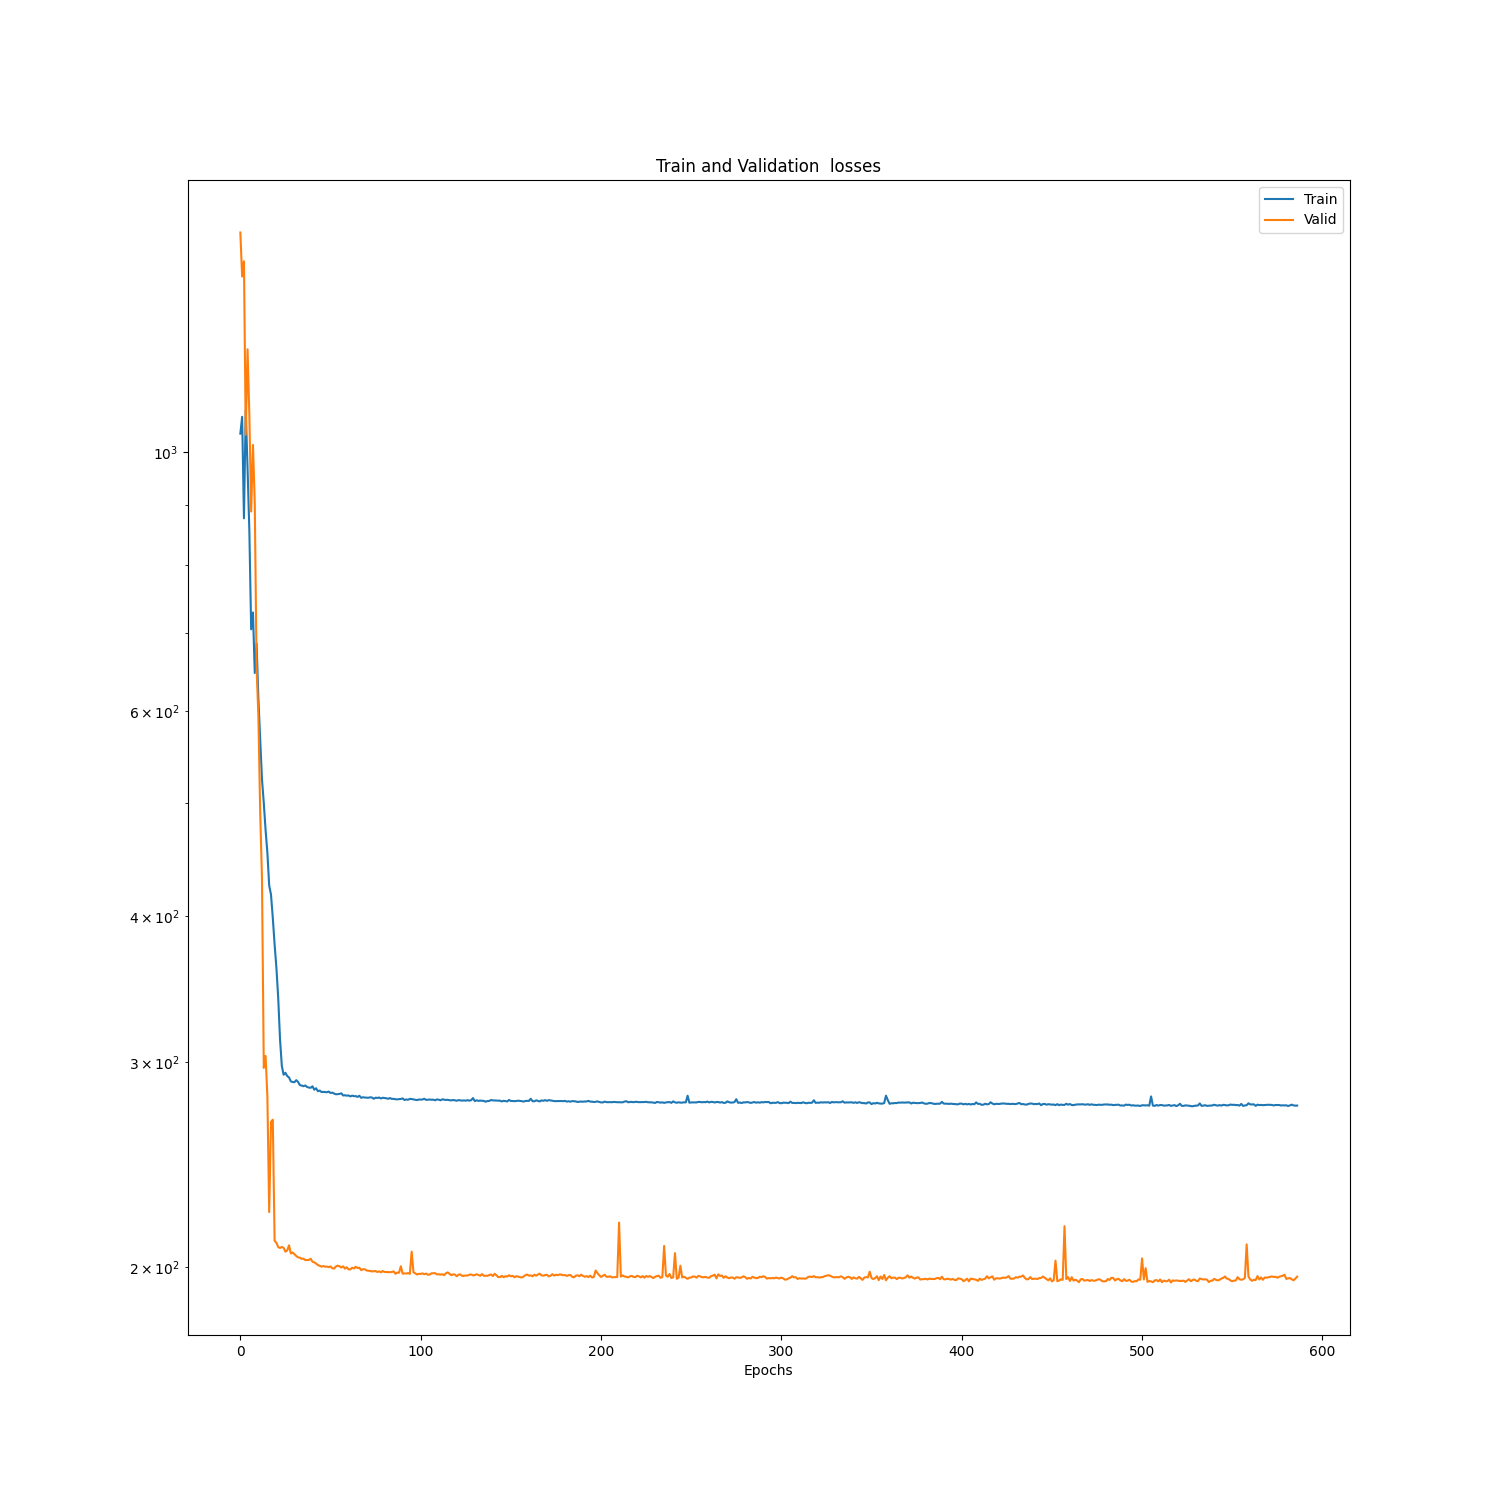 Train and Validation  losses
Train
Valid
10³
6 × 10²
4 × 10²
3 × 10²
2 × 10²
0 100 200 300 400 500 600
Epochs